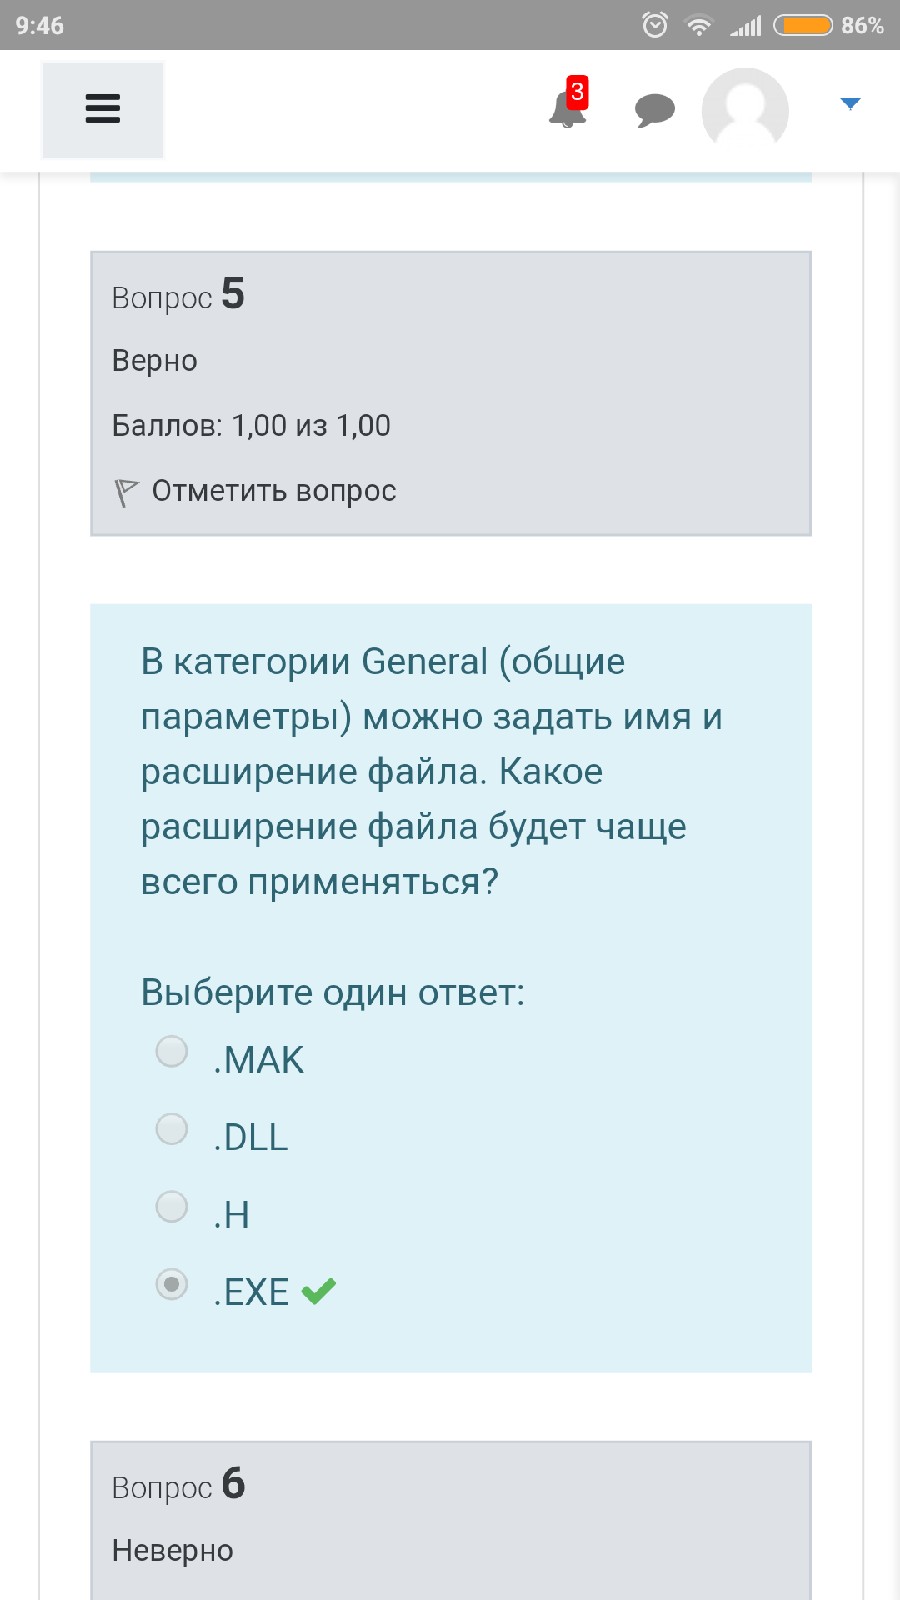 9:46
86%
3
Вопрос 5
Верно
Баллов: 1,00 из 1,00
Отметить вопрос
В категории General (общие
параметры) можно задать имя и
расширение файла. Какое
расширение файла будет чаще
всего применяться?
Выберите один ответ:
.MAK
.DLL
.H
.EXE
Вопрос 6
Неверно